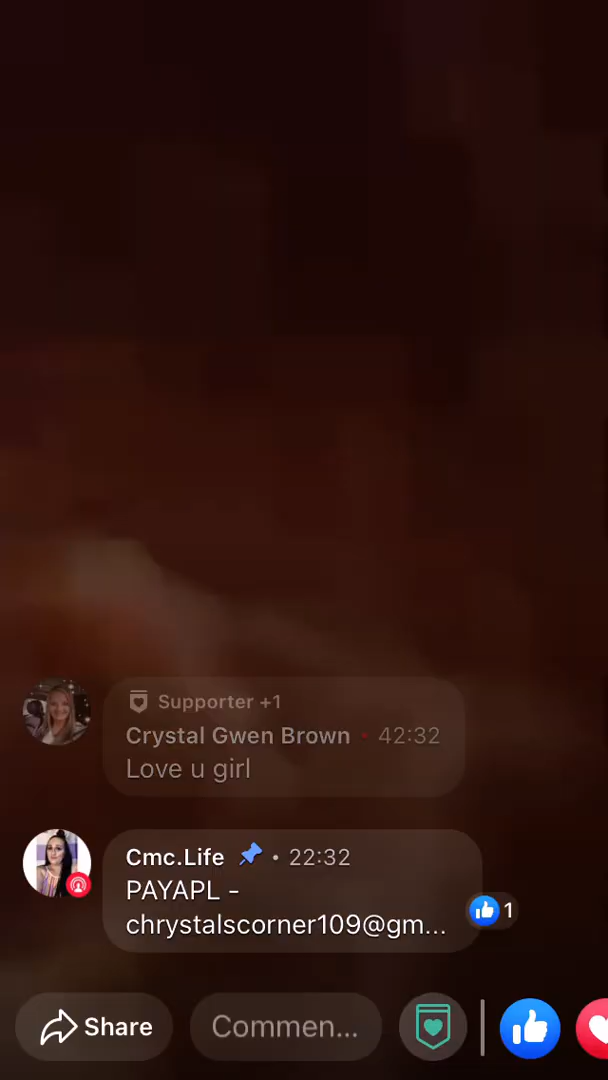 Supporter +1
Crystal Gwen Brown • 42:32
Love u girl
Cmc.Life • 22:32
PAYAPL -
chrystalscorner109@gm...
1
Share
Commen...